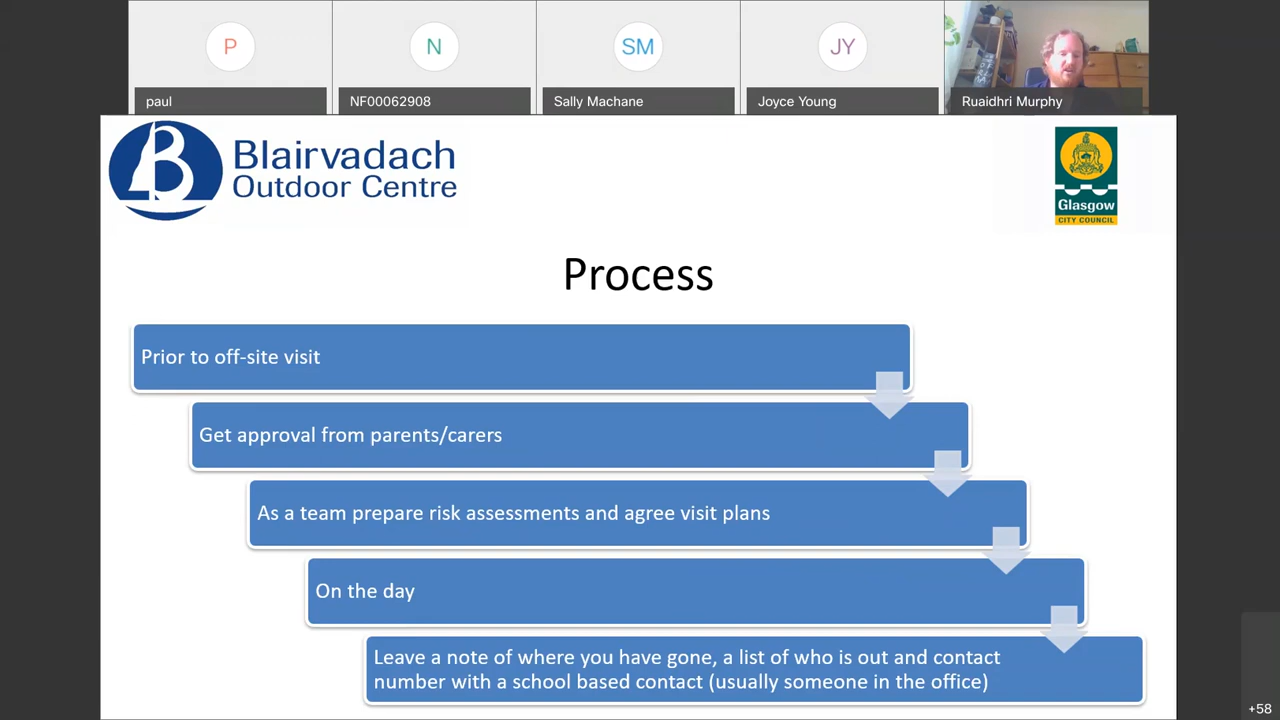 P
N
SM
JY
paul
NF00062908
Sally Machane
Joyce Young
Ruaidhri Murphy
B
Blairvadach
Outdoor Centre
Glasgow
CITY COUNCIL
Process
Prior to off-site visit
Get approval from parents/carers
As a team prepare risk assessments and agree visit plans
On the day
Leave a note of where you have gone, a list of who is out and contact
number with a school based contact (usually someone in the office)
+58